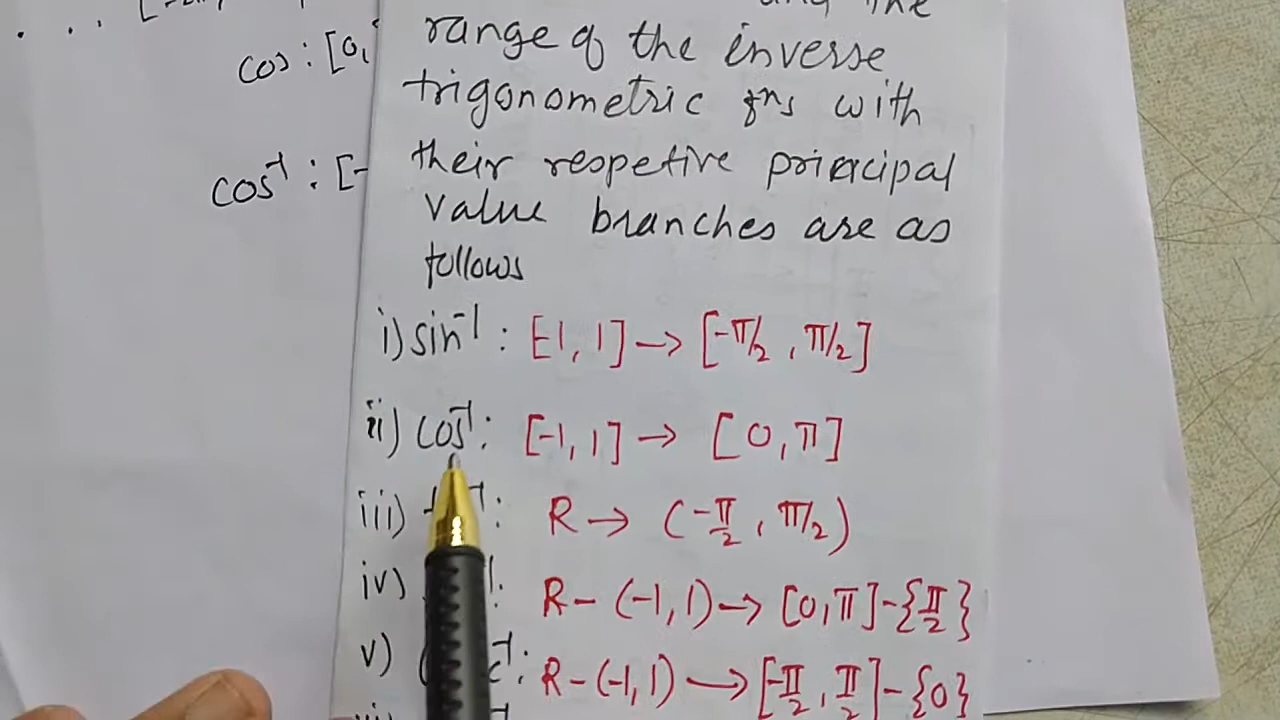 cos : [0,
cos⁻¹ : [-
and the
range of the inverse
trigonometric fns with
their respetive principal
value branches are as
follows
i) sin⁻¹ : [-1, 1] → [-π/2, π/2]
ii) cos⁻¹ : [-1, 1] → [0, π]
iii) R → (-π/2, π/2)
iv) R - (-1, 1) → [0, π] - {π/2}
v) R - (-1, 1) → [-π/2, π/2] - {0}